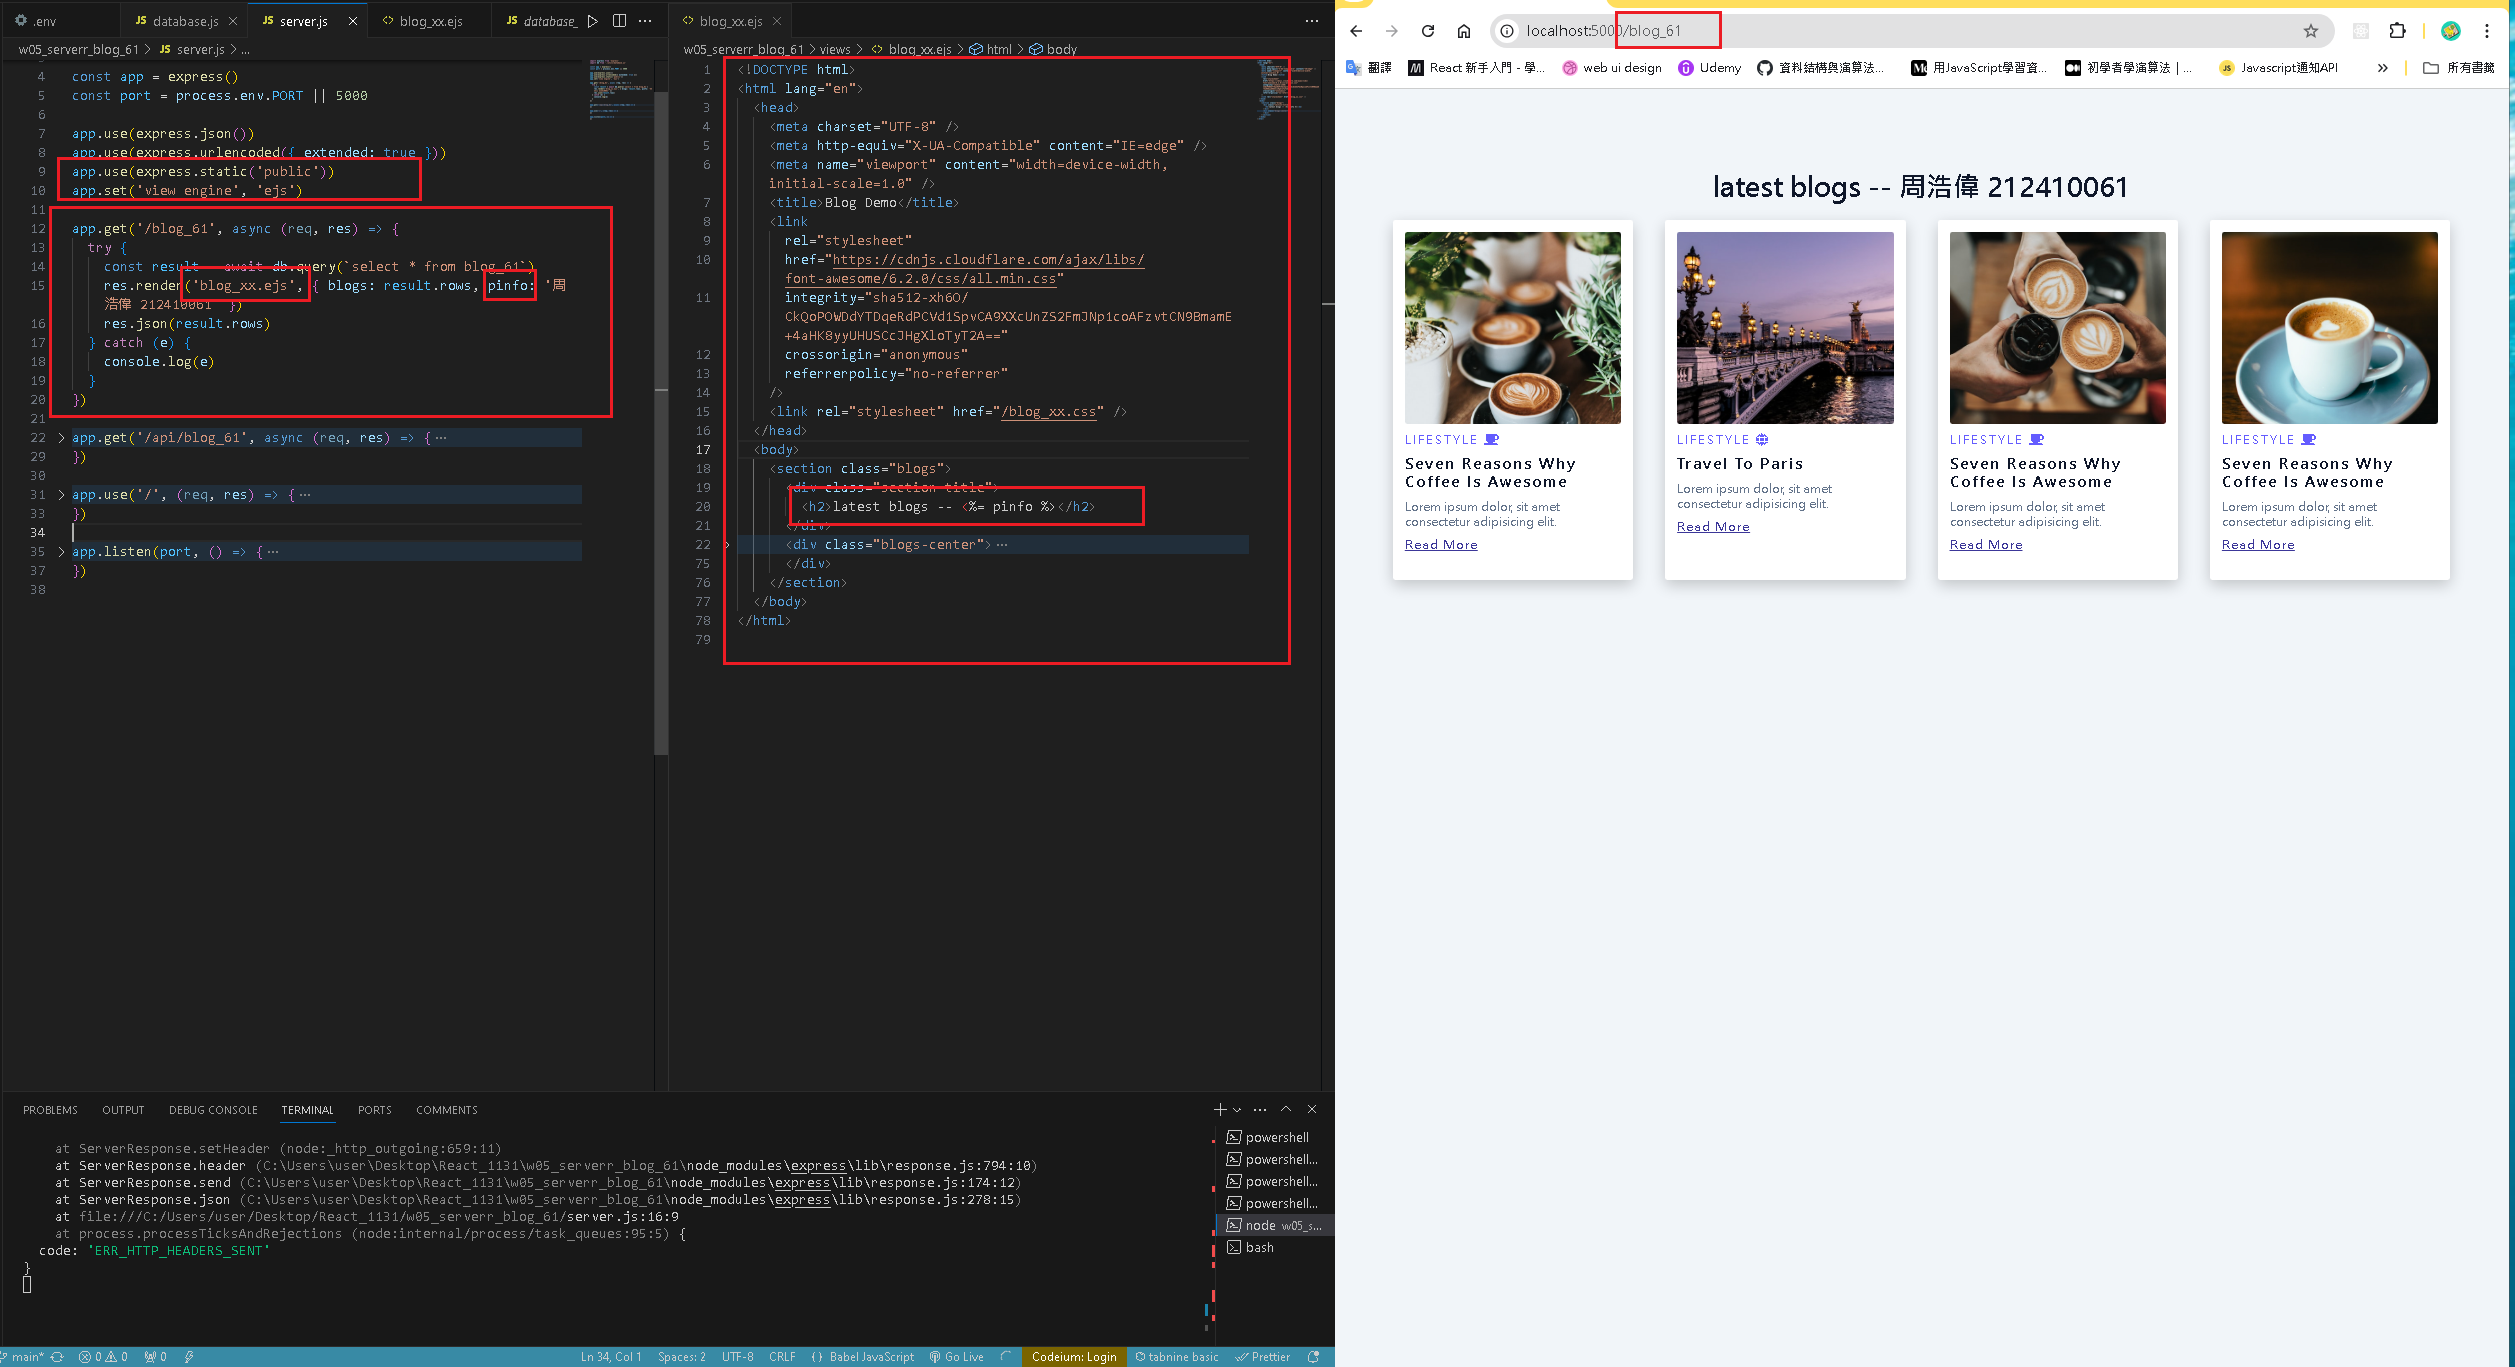 .env
JS database.js
JS server.js
blog_xx.ejs
JS database_
w05_serverr_blog_61 > JS server.js > ...
4 const app = express()
5 const port = process.env.PORT || 5000
6
7 app.use(express.json())
8 app.use(express.urlencoded({ extended: true }))
9 app.use(express.static('public'))
10 app.set('view engine', 'ejs')
11
12 app.get('/blog_61', async (req, res) => {
13 try {
14 const result = await db.query(`select * from blog_61`)
15 res.render('blog_xx.ejs', { blogs: result.rows, pinfo: '周
浩偉 212410061' })
16 res.json(result.rows)
17 } catch (e) {
18 console.log(e)
19 }
20 })
21
22 app.get('/api/blog_61', async (req, res) => { ...
29 })
30
31 app.use('/', (req, res) => { ...
33 })
34
35 app.listen(port, () => { ...
37 })
38
blog_xx.ejs
w05_serverr_blog_61 > views > blog_xx.ejs > html > body
1 <!DOCTYPE html>
2 <html lang="en">
3 <head>
4 <meta charset="UTF-8" />
5 <meta http-equiv="X-UA-Compatible" content="IE=edge" />
6 <meta name="viewport" content="width=device-width,
initial-scale=1.0" />
7 <title>Blog Demo</title>
8 <link
9 rel="stylesheet"
10 href="https://cdnjs.cloudflare.com/ajax/libs/
font-awesome/6.2.0/css/all.min.css"
11 integrity="sha512-xh6O/
CkQoPOWDdYTDqeRdPCVd1SpvCA9XXcUnZS2FmJNp1coAFzvtCN9BmamE
+4aHK8yyUHUSCcJHgXloTyT2A=="
12 crossorigin="anonymous"
13 referrerpolicy="no-referrer"
14 />
15 <link rel="stylesheet" href="/blog_xx.css" />
16 </head>
17 <body>
18 <section class="blogs">
19 <div class="section-title">
20 <h2>latest blogs -- <%= pinfo %></h2>
21 </div>
22 <div class="blogs-center"> ...
75 </div>
76 </section>
77 </body>
78 </html>
79
PROBLEMS OUTPUT DEBUG CONSOLE TERMINAL PORTS COMMENTS
at ServerResponse.setHeader (node:_http_outgoing:659:11)
at ServerResponse.header (C:\Users\user\Desktop\React_1131\w05_serverr_blog_61\node_modules\express\lib\response.js:794:10)
at ServerResponse.send (C:\Users\user\Desktop\React_1131\w05_serverr_blog_61\node_modules\express\lib\response.js:174:12)
at ServerResponse.json (C:\Users\user\Desktop\React_1131\w05_serverr_blog_61\node_modules\express\lib\response.js:278:15)
at file:///C:/Users/user/Desktop/React_1131/w05_serverr_blog_61/server.js:16:9
at process.processTicksAndRejections (node:internal/process/task_queues:95:5) {
code: 'ERR_HTTP_HEADERS_SENT'
}
powershell
powershell...
powershell...
powershell...
node w05_s...
bash
main* 0 0 0 Ln 34, Col 1 Spaces: 2 UTF-8 CRLF {} Babel JavaScript Go Live Codeium: Login tabnine basic Prettier
localhost:5000/blog_61
翻譯
React 新手入門 - 學...
web ui design
Udemy
資料結構與演算法...
用JavaScript學習資...
初學者學演算法 | ...
JS Javascript通知API
所有書籤
latest blogs -- 周浩偉 212410061
LIFESTYLE
Seven Reasons Why
Coffee Is Awesome
Lorem ipsum dolor, sit amet
consectetur adipisicing elit.
Read More
LIFESTYLE
Travel To Paris
Lorem ipsum dolor, sit amet
consectetur adipisicing elit.
Read More
LIFESTYLE
Seven Reasons Why
Coffee Is Awesome
Lorem ipsum dolor, sit amet
consectetur adipisicing elit.
Read More
LIFESTYLE
Seven Reasons Why
Coffee Is Awesome
Lorem ipsum dolor, sit amet
consectetur adipisicing elit.
Read More